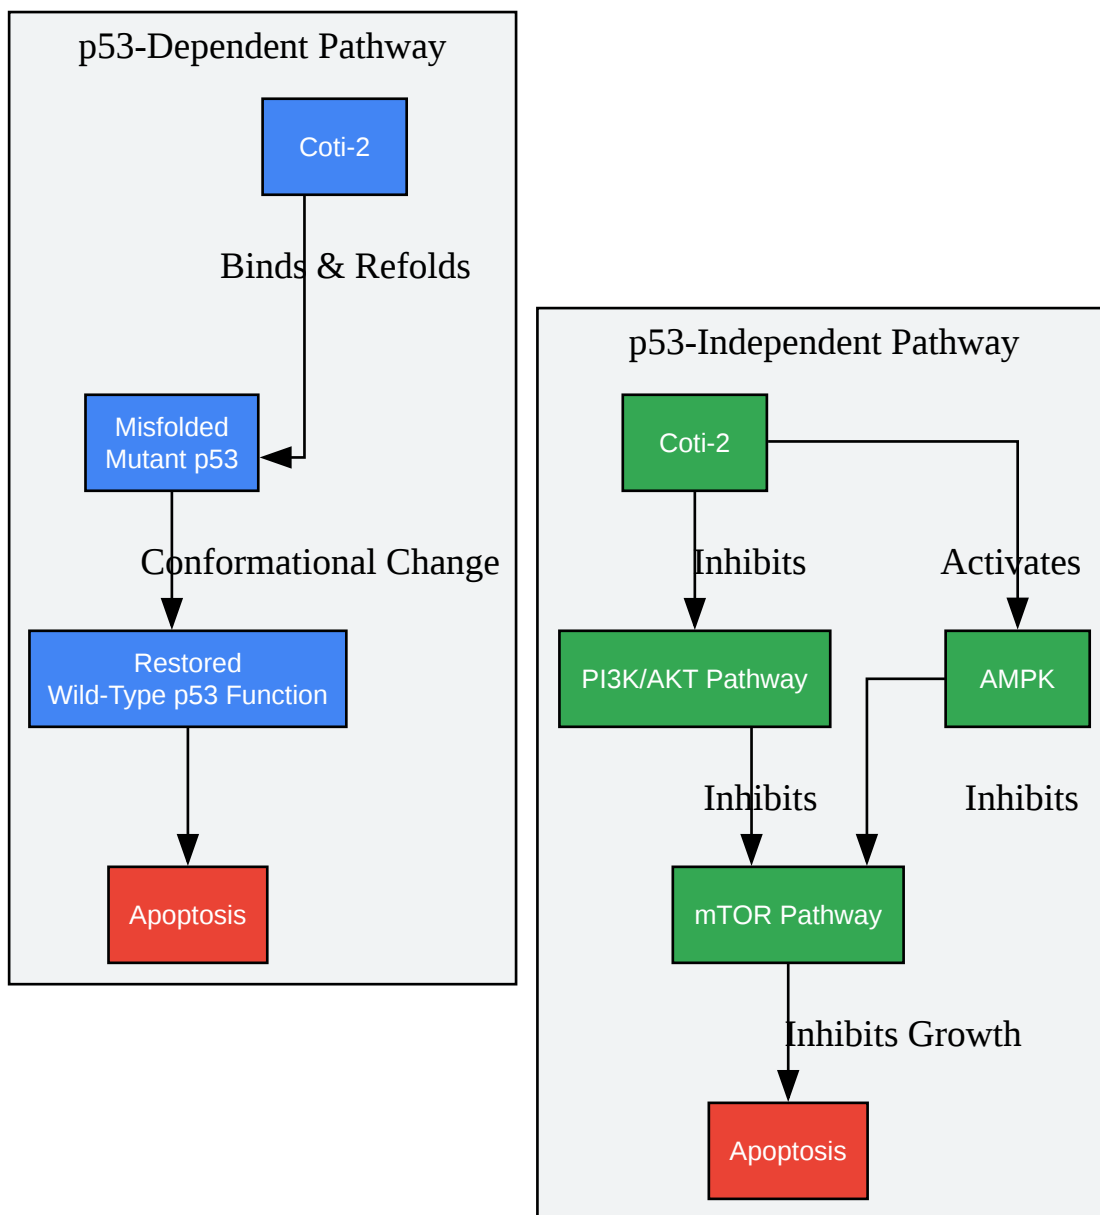 p53-Dependent Pathway
Coti-2
Binds & Refolds
Misfolded
Mutant p53
Conformational Change
Restored
Wild-Type p53 Function
Apoptosis
p53-Independent Pathway
Coti-2
Inhibits
Activates
PI3K/AKT Pathway
AMPK
Inhibits
Inhibits
mTOR Pathway
Inhibits Growth
Apoptosis